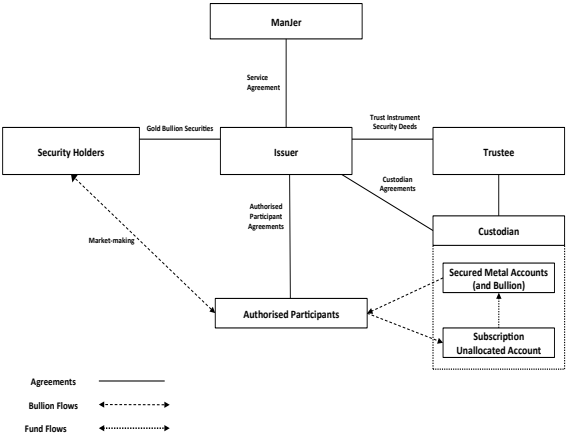 ManJer
Service
Agreement
Trust Instrument
Security Deeds
Gold Bullion Securities
Security Holders
Issuer
Trustee
Custodian
Agreements
Authorised
Participant
Agreements
Custodian
Market-making
Secured Metal Accounts
(and Bullion)
Authorised Participants
Subscription
Unallocated Account
Agreements
Bullion Flows
Fund Flows